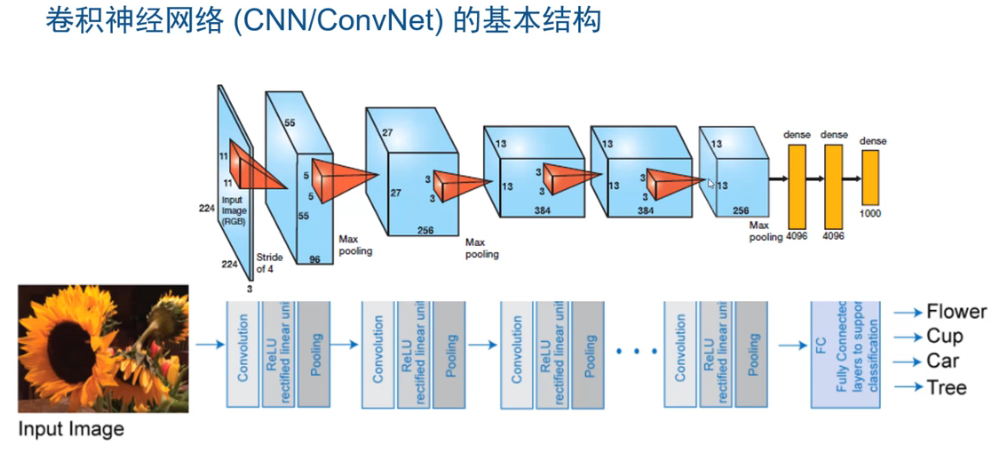 卷积神经网络 (CNN/ConvNet) 的基本结构
55
27
13
13
13
dense
dense
dense
11
11
5
5
3
3
3
3
3
3
27
13
13
13
55
224
Input
Image
(RGB)
384
384
256
1000
256
Max
pooling
4096
4096
Max
pooling
Max
pooling
96
224
Stride
of 4
3
Convolution
ReLU
rectified linear unit
Pooling
Convolution
ReLU
rectified linear unit
Pooling
Convolution
ReLU
rectified linear unit
Pooling
• • •
Convolution
ReLU
rectified linear unit
Pooling
FC
Fully Connected
layers to support
classification
Flower
Cup
Car
Tree
Input Image